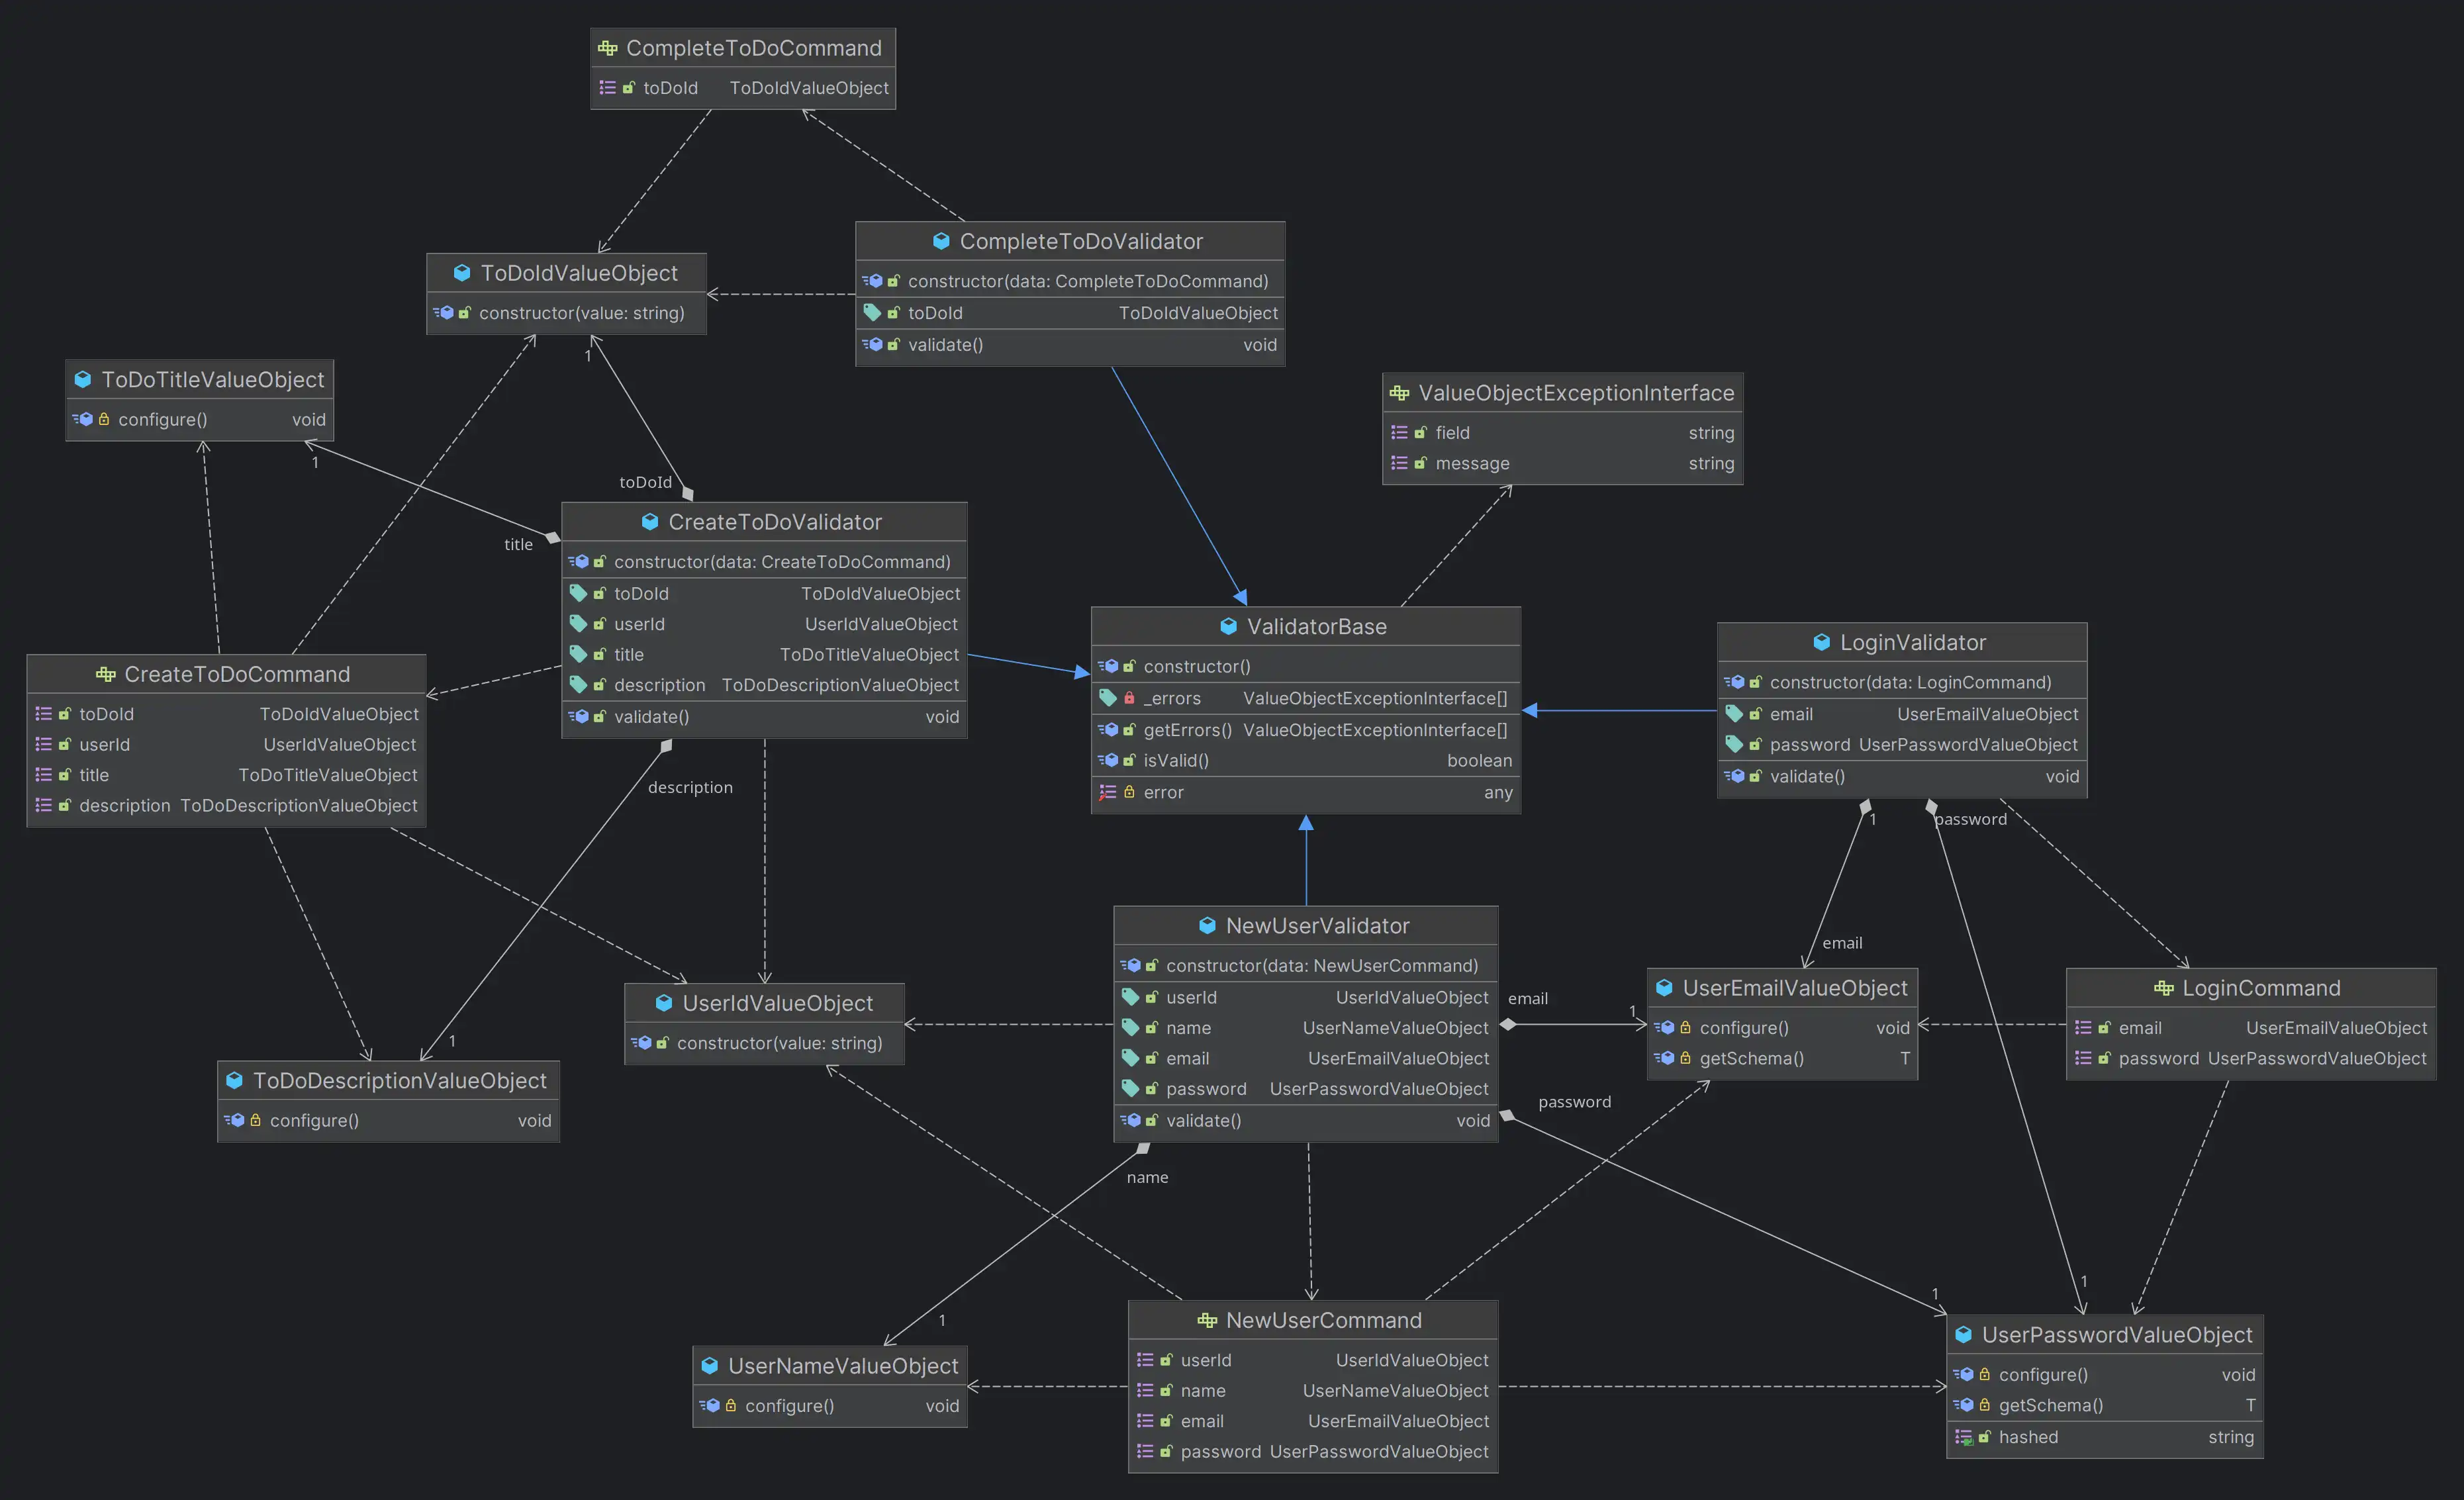 CompleteToDoCommand
toDoId ToDoIdValueObject
CompleteToDoValidator
constructor(data: CompleteToDoCommand)
toDoId ToDoIdValueObject
validate() void
ToDoIdValueObject
constructor(value: string)
1
toDoId
ToDoTitleValueObject
configure() void
1
title
ValueObjectExceptionInterface
field string
message string
CreateToDoValidator
constructor(data: CreateToDoCommand)
toDoId ToDoIdValueObject
userId UserIdValueObject
title ToDoTitleValueObject
description ToDoDescriptionValueObject
validate() void
description
1
CreateToDoCommand
toDoId ToDoIdValueObject
userId UserIdValueObject
title ToDoTitleValueObject
description ToDoDescriptionValueObject
ValidatorBase
constructor()
_errors ValueObjectExceptionInterface[]
getErrors() ValueObjectExceptionInterface[]
isValid() boolean
error any
LoginValidator
constructor(data: LoginCommand)
email UserEmailValueObject
password UserPasswordValueObject
validate() void
1
password
email
1
NewUserValidator
constructor(data: NewUserCommand)
userId UserIdValueObject
name UserNameValueObject
email UserEmailValueObject
password UserPasswordValueObject
validate() void
email
1
password
1
name
1
UserEmailValueObject
configure() void
getSchema() T
LoginCommand
email UserEmailValueObject
password UserPasswordValueObject
UserIdValueObject
constructor(value: string)
ToDoDescriptionValueObject
configure() void
UserNameValueObject
configure() void
NewUserCommand
userId UserIdValueObject
name UserNameValueObject
email UserEmailValueObject
password UserPasswordValueObject
UserPasswordValueObject
configure() void
getSchema() T
hashed string